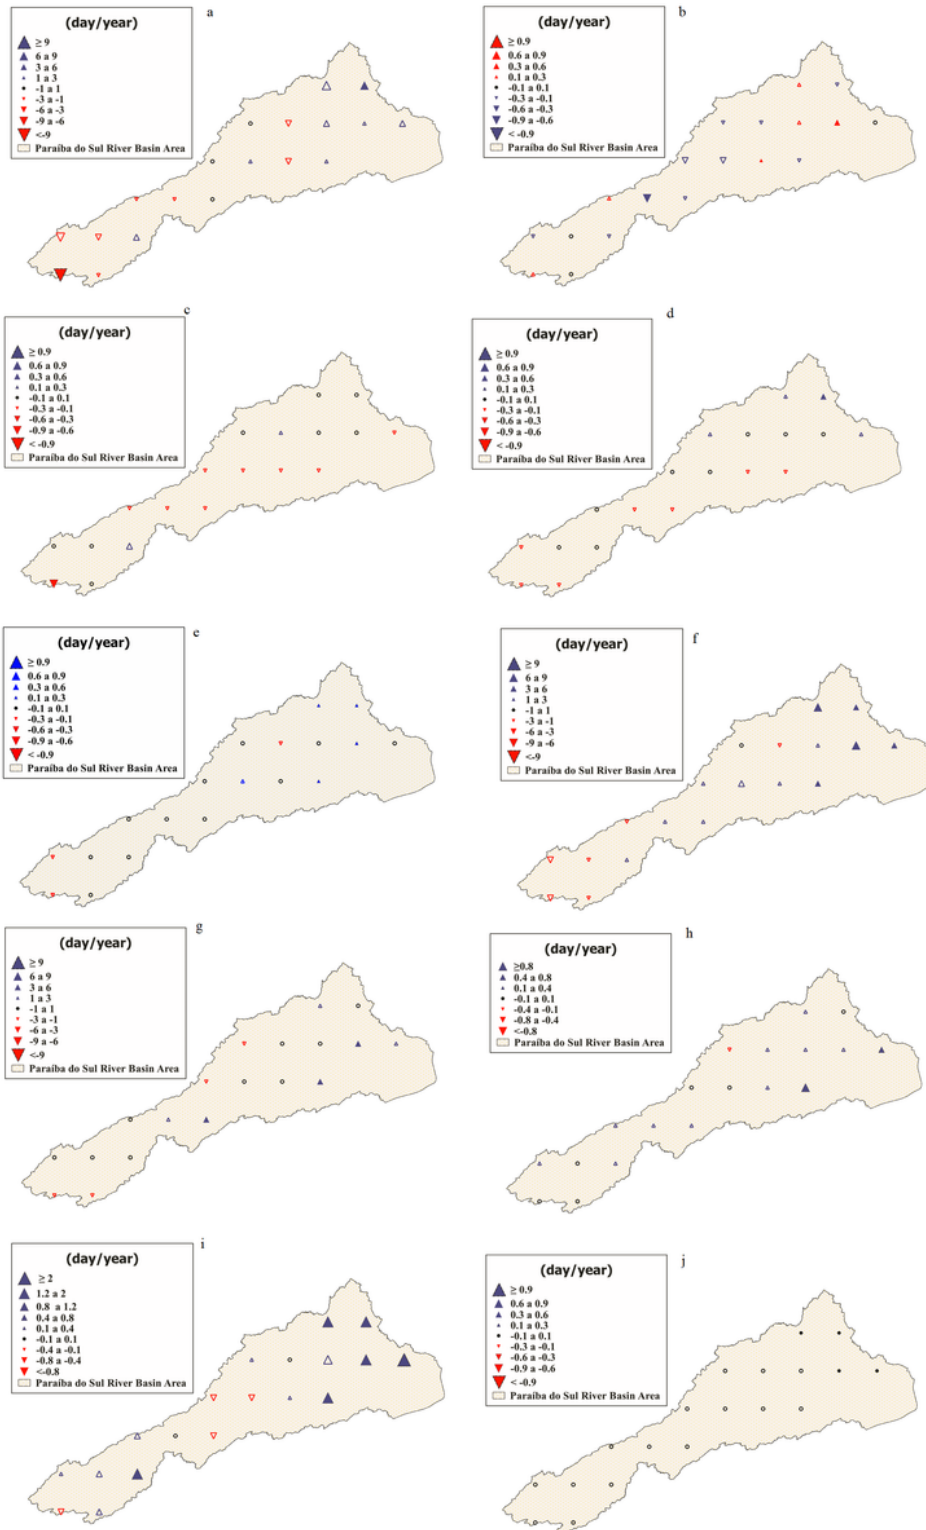 a
(day/year)
≥ 9
6 a 9
3 a 6
1 a 3
-1 a 1
-3 a -1
-6 a -3
-9 a -6
<-9
Paraíba do Sul River Basin Area
b
(day/year)
≥ 0.9
0.6 a 0.9
0.3 a 0.6
0.1 a 0.3
-0.1 a 0.1
-0.3 a -0.1
-0.6 a -0.3
-0.9 a -0.6
< -0.9
Paraíba do Sul River Basin Area
c
(day/year)
≥ 0.9
0.6 a 0.9
0.3 a 0.6
0.1 a 0.3
-0.1 a 0.1
-0.3 a -0.1
-0.6 a -0.3
-0.9 a -0.6
< -0.9
Paraíba do Sul River Basin Area
d
(day/year)
≥ 0.9
0.6 a 0.9
0.3 a 0.6
0.1 a 0.3
-0.1 a 0.1
-0.3 a -0.1
-0.6 a -0.3
-0.9 a -0.6
< -0.9
Paraíba do Sul River Basin Area
e
(day/year)
≥ 0.9
0.6 a 0.9
0.3 a 0.6
0.1 a 0.3
-0.1 a 0.1
-0.3 a -0.1
-0.6 a -0.3
-0.9 a -0.6
< -0.9
Paraíba do Sul River Basin Area
f
(day/year)
≥ 9
6 a 9
3 a 6
1 a 3
-1 a 1
-3 a -1
-6 a -3
-9 a -6
<-9
Paraíba do Sul River Basin Area
g
(day/year)
≥ 9
6 a 9
3 a 6
1 a 3
-1 a 1
-3 a -1
-6 a -3
-9 a -6
<-9
Paraíba do Sul River Basin Area
h
(day/year)
≥0.8
0.4 a 0.8
0.1 a 0.4
-0.1 a 0.1
-0.4 a -0.1
-0.8 a -0.4
<-0.8
Paraíba do Sul River Basin Area
i
(day/year)
≥ 2
1.2 a 2
0.8 a 1.2
0.4 a 0.8
0.1 a 0.4
-0.1 a 0.1
-0.4 a -0.1
-0.8 a -0.4
<-0.8
Paraíba do Sul River Basin Area
j
(day/year)
≥ 0.9
0.6 a 0.9
0.3 a 0.6
0.1 a 0.3
-0.1 a 0.1
-0.3 a -0.1
-0.6 a -0.3
-0.9 a -0.6
< -0.9
Paraíba do Sul River Basin Area